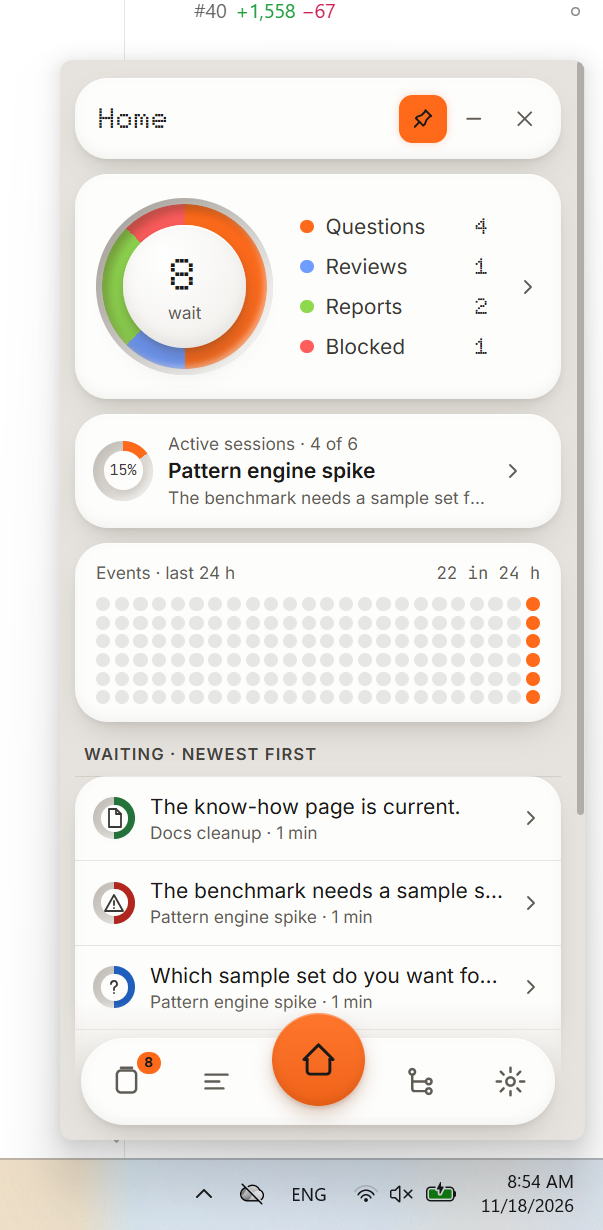 #40 +1,558 −67
Home
8
wait
Questions 4
Reviews 1
Reports 2
Blocked 1
15%
Active sessions · 4 of 6
Pattern engine spike
The benchmark needs a sample set f...
Events · last 24 h 22 in 24 h
WAITING · NEWEST FIRST
The know-how page is current.
Docs cleanup · 1 min
The benchmark needs a sample s...
Pattern engine spike · 1 min
Which sample set do you want fo...
Pattern engine spike · 1 min
8
ENG
8:54 AM
11/18/2026